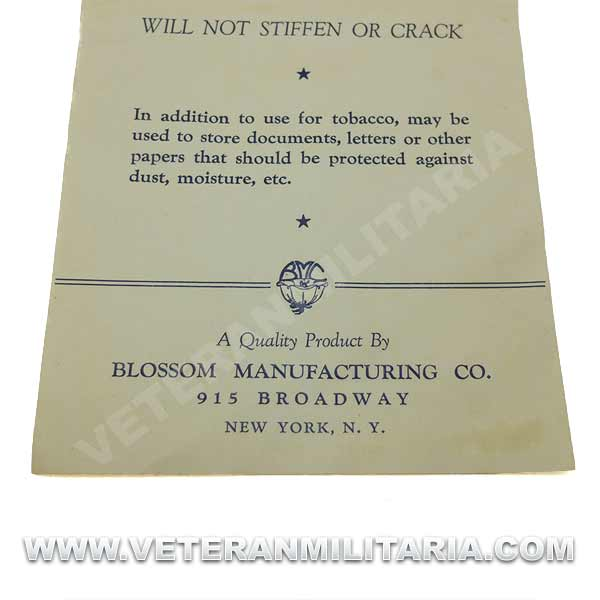 WILL NOT STIFFEN OR CRACK
In addition to use for tobacco, may be
used to store documents, letters or other
papers that should be protected against
dust, moisture, etc.
BMC
A Quality Product By
BLOSSOM MANUFACTURING CO.
915 BROADWAY
NEW YORK, N. Y.
VETERANMILITARIA
WWW.VETERANMILITARIA.COM